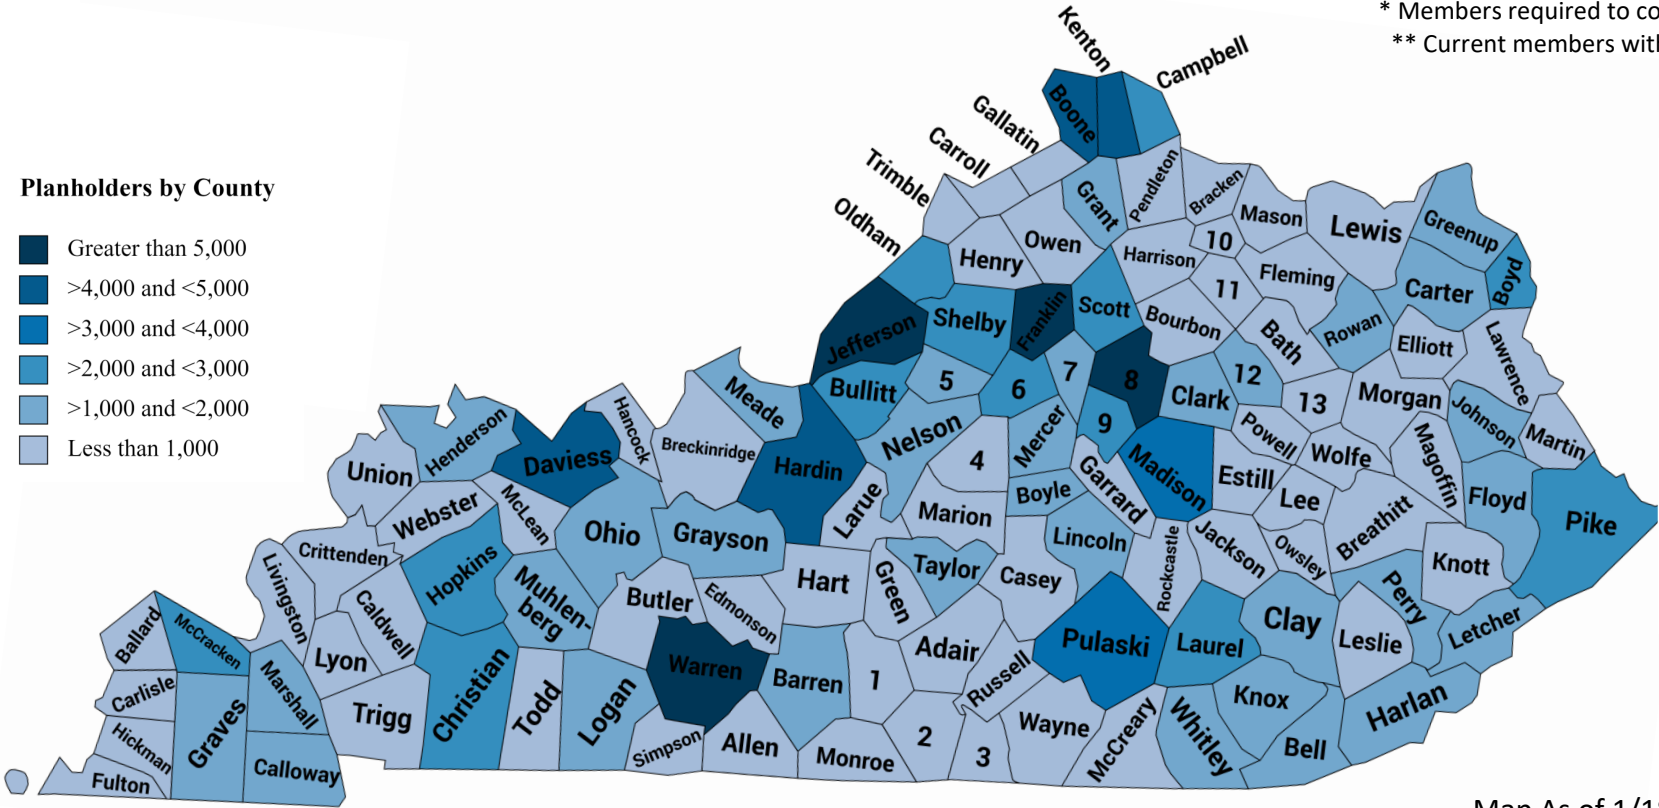 * Members required to co
** Current members wit
Kenton
Campbell
Boone
Gallatin
Carroll
Trimble
Oldham
Planholders by County
Greater than 5,000
>4,000 and <5,000
>3,000 and <4,000
>2,000 and <3,000
>1,000 and <2,000
Less than 1,000
Grant
Pendleton
Bracken
Mason
Lewis
Greenup
Boyd
10
Owen
Henry
Harrison
Fleming
Carter
11
Franklin
Scott
Shelby
Jefferson
Bourbon
Bath
Rowan
Elliott
Lawrence
Bullitt
5
6
7
8
Clark
12
13
Morgan
Johnson
Martin
Meade
Hancock
Breckinridge
Nelson
Mercer
9
Powell
Wolfe
Magoffin
Henderson
Union
Daviess
Hardin
4
Garrard
Madison
Estill
Lee
Floyd
Pike
Webster
McLean
Ohio
Grayson
Larue
Marion
Boyle
Lincoln
Rockcastle
Jackson
Owsley
Breathitt
Knott
Crittenden
Livingston
Hopkins
Muhlen-
berg
Butler
Edmonson
Hart
Green
Taylor
Casey
Perry
Letcher
Clay
Leslie
Ballard
McCracken
Caldwell
Lyon
Warren
Barren
1
Adair
Russell
Pulaski
Laurel
Carlisle
Marshall
Graves
Trigg
Christian
Todd
Logan
Simpson
Allen
Monroe
2
3
Wayne
McCreary
Whitley
Knox
Bell
Harlan
Hickman
Fulton
Calloway